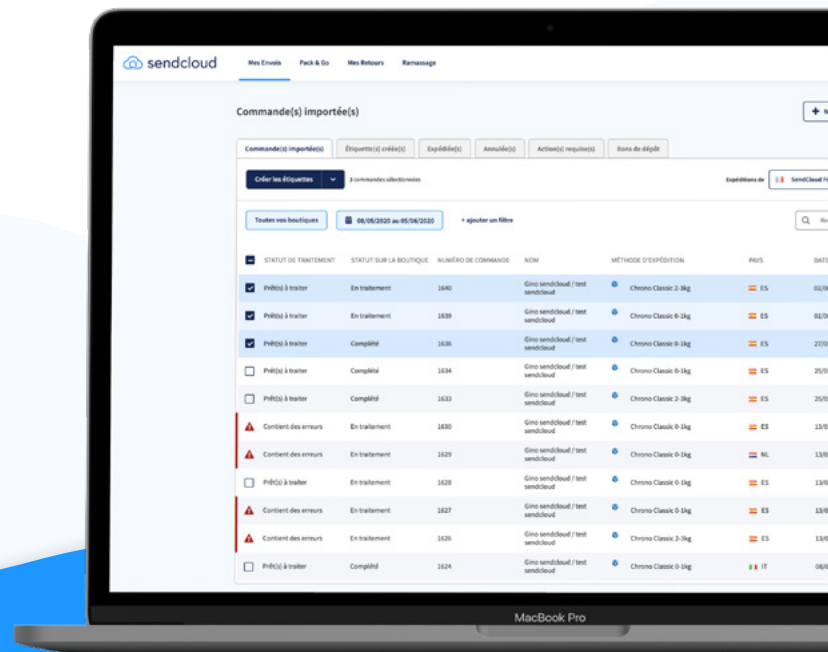 sendcloud
Mes Envois Pack & Go Mes Retours Ramassage
Commande(s) importée(s)
Commande(s) importée(s) Étiquette(s) créée(s) Expédiée(s) Annulée(s) Action(s) requise(s) Bons de dépôt
Créer les étiquettes 3 commandes sélectionnées Expéditions de SendCloud
Toutes vos boutiques 08/05/2020 au 05/06/2020 + ajouter un filtre
STATUT DE TRAITEMENT STATUT SUR LA BOUTIQUE NUMÉRO DE COMMANDE NOM MÉTHODE D'EXPÉDITION PAYS DATE
Prêt(s) à traiter En traitement 1640 Gino sendcloud / test sendcloud Chrono Classic 2-3kg ES
Prêt(s) à traiter En traitement 1639 Gino sendcloud / test sendcloud Chrono Classic 0-1kg ES
Prêt(s) à traiter Complété 1636 Gino sendcloud / test sendcloud Chrono Classic 0-1kg ES
Prêt(s) à traiter Complété 1634 Gino sendcloud / test sendcloud Chrono Classic 0-1kg ES
Prêt(s) à traiter Complété 1633 Gino sendcloud / test sendcloud Chrono Classic 2-3kg ES
Contient des erreurs En traitement 1630 Gino sendcloud / test sendcloud Chrono Classic 0-1kg ES
Contient des erreurs En traitement 1629 Gino sendcloud / test sendcloud Chrono Classic 0-1kg NL
Prêt(s) à traiter En traitement 1628 Gino sendcloud / test sendcloud Chrono Classic 0-1kg ES
Contient des erreurs En traitement 1627 Gino sendcloud / test sendcloud Chrono Classic 0-1kg ES
Contient des erreurs En traitement 1626 Gino sendcloud / test sendcloud Chrono Classic 2-3kg ES
Prêt(s) à traiter Complété 1624 Gino sendcloud / test sendcloud Chrono Classic 0-1kg IT
MacBook Pro